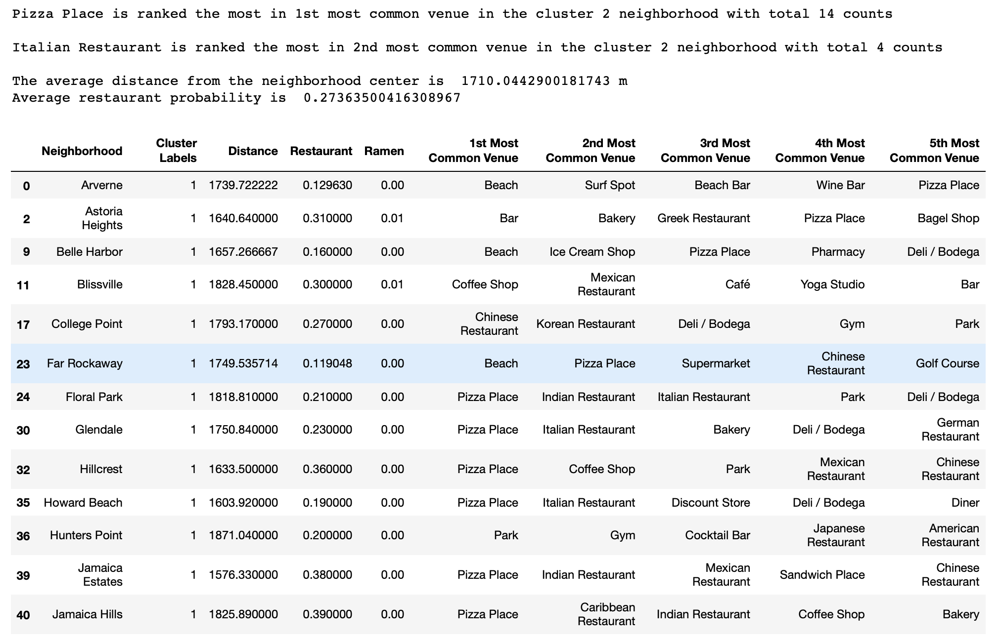 Pizza Place is ranked the most in 1st most common venue in the cluster 2 neighborhood with total 14 counts
Italian Restaurant is ranked the most in 2nd most common venue in the cluster 2 neighborhood with total 4 counts
The average distance from the neighborhood center is 1710.0442900181743 m
Average restaurant probability is 0.27363500416308967
Neighborhood Cluster Labels Distance Restaurant Ramen 1st Most Common Venue 2nd Most Common Venue 3rd Most Common Venue 4th Most Common Venue 5th Most Common Venue
0 Arverne 1 1739.722222 0.129630 0.00 Beach Surf Spot Beach Bar Wine Bar Pizza Place
2 Astoria Heights 1 1640.640000 0.310000 0.01 Bar Bakery Greek Restaurant Pizza Place Bagel Shop
9 Belle Harbor 1 1657.266667 0.160000 0.00 Beach Ice Cream Shop Pizza Place Pharmacy Deli / Bodega
11 Blissville 1 1828.450000 0.300000 0.01 Coffee Shop Mexican Restaurant Café Yoga Studio Bar
17 College Point 1 1793.170000 0.270000 0.00 Chinese Restaurant Korean Restaurant Deli / Bodega Gym Park
23 Far Rockaway 1 1749.535714 0.119048 0.00 Beach Pizza Place Supermarket Chinese Restaurant Golf Course
24 Floral Park 1 1818.810000 0.210000 0.00 Pizza Place Indian Restaurant Italian Restaurant Park Deli / Bodega
30 Glendale 1 1750.840000 0.230000 0.00 Pizza Place Italian Restaurant Bakery Deli / Bodega German Restaurant
32 Hillcrest 1 1633.500000 0.360000 0.00 Pizza Place Coffee Shop Park Mexican Restaurant Chinese Restaurant
35 Howard Beach 1 1603.920000 0.190000 0.00 Pizza Place Italian Restaurant Discount Store Deli / Bodega Diner
36 Hunters Point 1 1871.040000 0.200000 0.00 Park Gym Cocktail Bar Japanese Restaurant American Restaurant
39 Jamaica Estates 1 1576.330000 0.380000 0.00 Pizza Place Indian Restaurant Mexican Restaurant Sandwich Place Chinese Restaurant
40 Jamaica Hills 1 1825.890000 0.390000 0.00 Pizza Place Caribbean Restaurant Indian Restaurant Coffee Shop Bakery